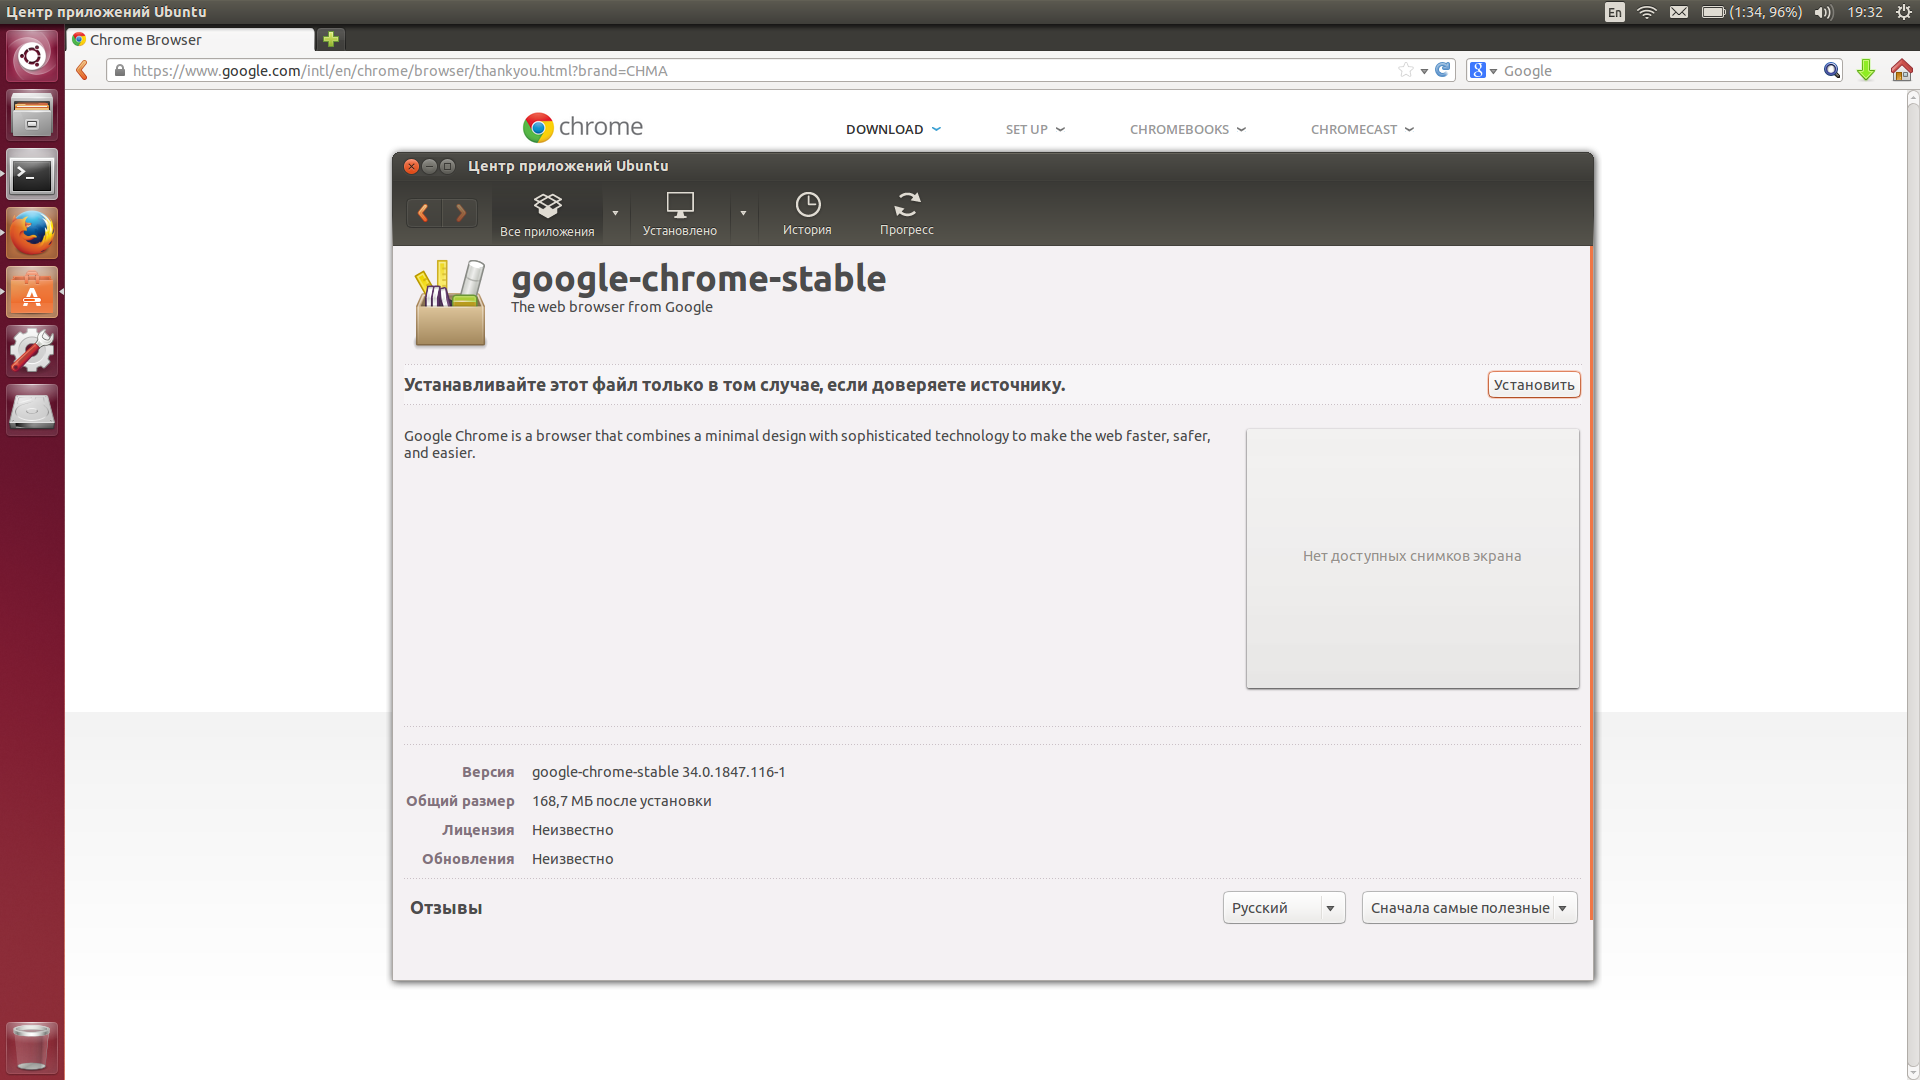 Центр приложений Ubuntu
En
(1:34, 96%)
19:32
Chrome Browser
https://www.google.com/intl/en/chrome/browser/thankyou.html?brand=CHMA
8
Google
chrome
DOWNLOAD
SET UP
CHROMEBOOKS
CHROMECAST
Центр приложений Ubuntu
Все приложения
Установлено
История
Прогресс
google-chrome-stable
The web browser from Google
Устанавливайте этот файл только в том случае, если доверяете источнику.
Установить
Google Chrome is a browser that combines a minimal design with sophisticated technology to make the web faster, safer,
and easier.
Нет доступных снимков экрана
Версия google-chrome-stable 34.0.1847.116-1
Общий размер 168,7 МБ после установки
Лицензия Неизвестно
Обновления Неизвестно
Отзывы
Русский
Сначала самые полезные